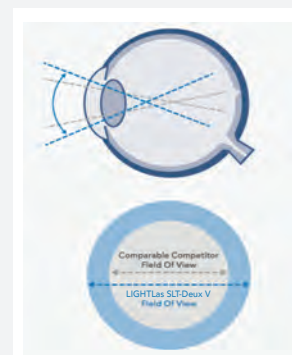 Comparable Competitor
Field Of View
LIGHTLas SLT-Deux V
Field Of View